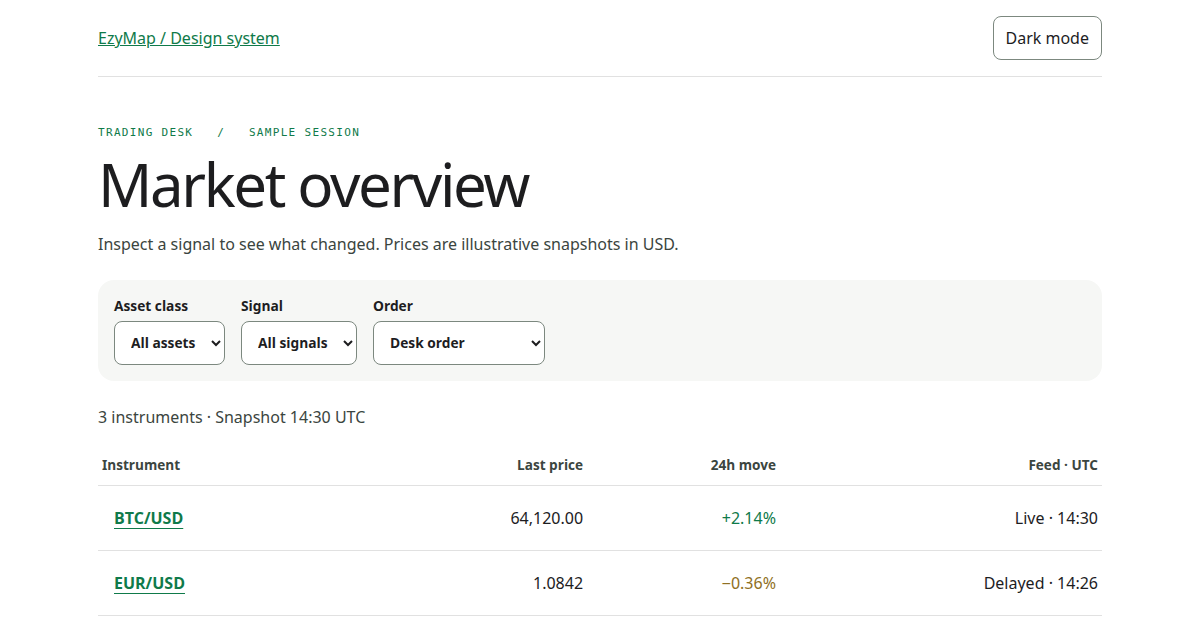 EzyMap / Design system
Dark mode
TRADING DESK / SAMPLE SESSION
Market overview
Inspect a signal to see what changed. Prices are illustrative snapshots in USD.
Asset class Signal Order
All assets All signals Desk order
3 instruments · Snapshot 14:30 UTC
Instrument Last price 24h move Feed · UTC
BTC/USD 64,120.00 +2.14% Live · 14:30
EUR/USD 1.0842 −0.36% Delayed · 14:26